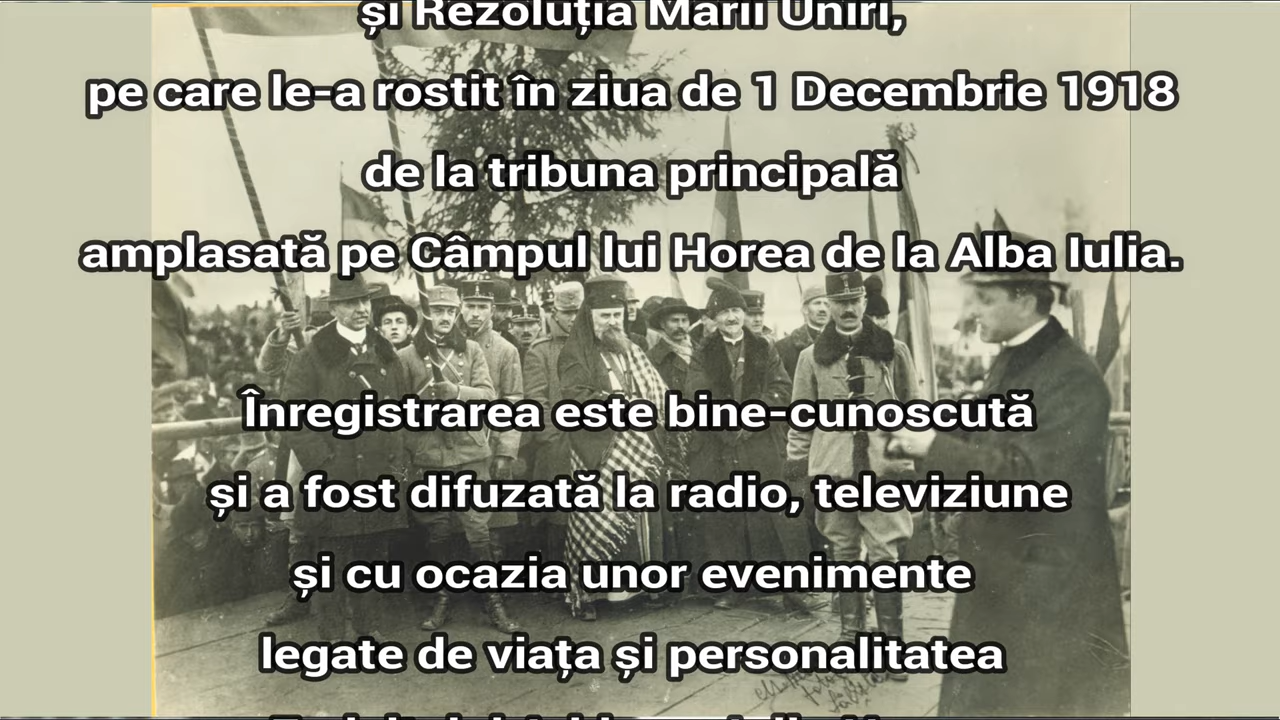 și Rezoluția Marii Uniri,
pe care le-a rostit în ziua de 1 Decembrie 1918
de la tribuna principală
amplasată pe Câmpul lui Horea de la Alba Iulia.
Înregistrarea este bine-cunoscută
și a fost difuzată la radio, televiziune
și cu ocazia unor evenimente
legate de viața și personalitatea